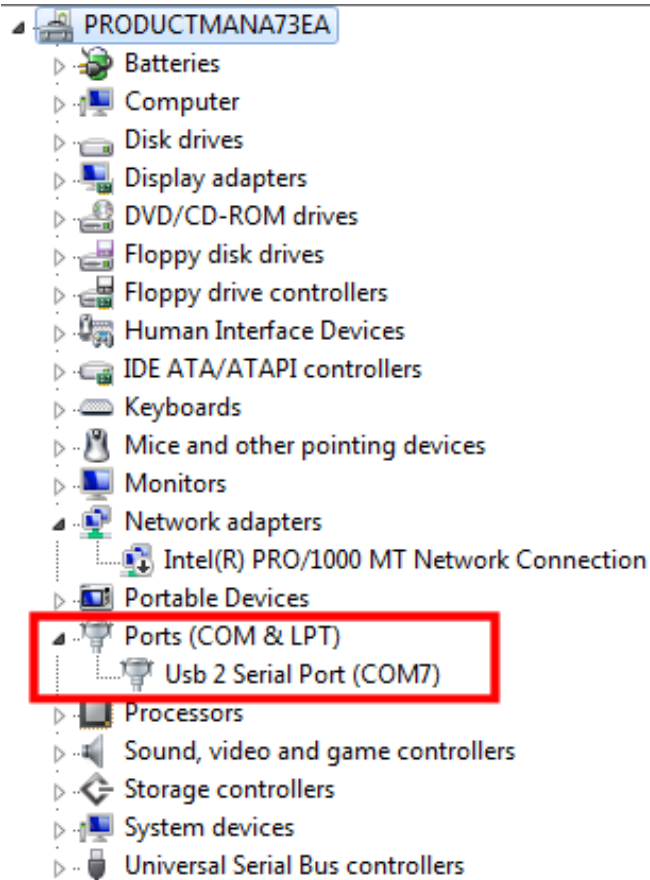 PRODUCTMANA73EA
Batteries
Computer
Disk drives
Display adapters
DVD/CD-ROM drives
Floppy disk drives
Floppy drive controllers
Human Interface Devices
IDE ATA/ATAPI controllers
Keyboards
Mice and other pointing devices
Monitors
Network adapters
Intel(R) PRO/1000 MT Network Connection
Portable Devices
Ports (COM & LPT)
Usb 2 Serial Port (COM7)
Processors
Sound, video and game controllers
Storage controllers
System devices
Universal Serial Bus controllers